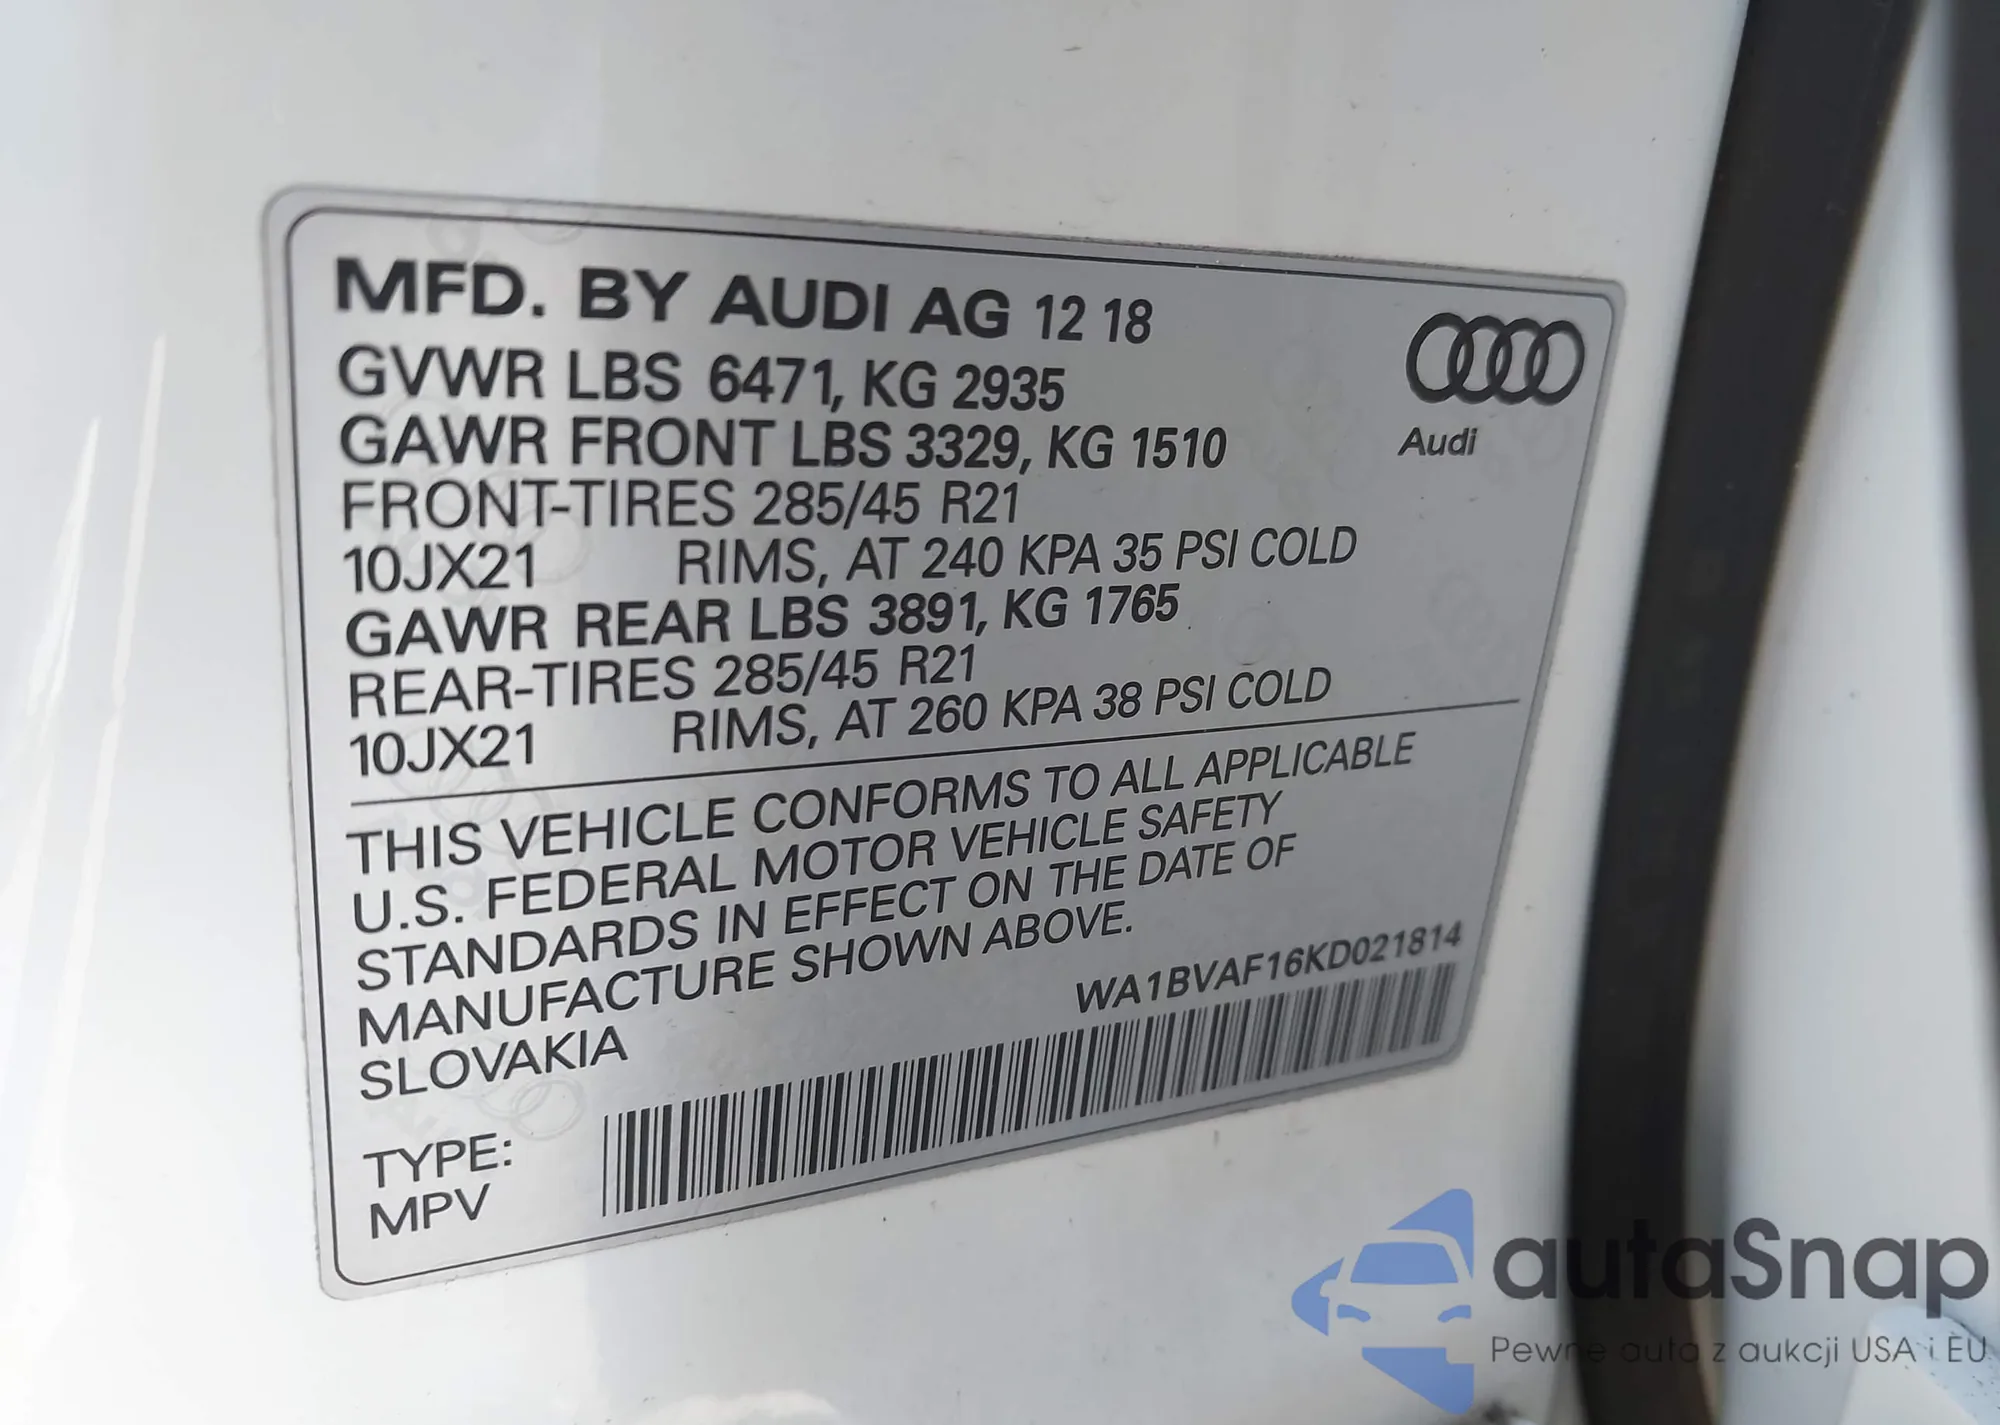 MFD. BY AUDI AG 12 18
GVWR LBS 6471, KG 2935
GAWR FRONT LBS 3329, KG 1510
FRONT-TIRES 285/45 R21
10JX21 RIMS, AT 240 KPA 35 PSI COLD
GAWR REAR LBS 3891, KG 1765
REAR-TIRES 285/45 R21
10JX21 RIMS, AT 260 KPA 38 PSI COLD
Audi
THIS VEHICLE CONFORMS TO ALL APPLICABLE
U.S. FEDERAL MOTOR VEHICLE SAFETY
STANDARDS IN EFFECT ON THE DATE OF
MANUFACTURE SHOWN ABOVE.
SLOVAKIA
WA1BVAF16KD021814
TYPE:
MPV
autaSnap
Pewne auta z aukcji USA i EU